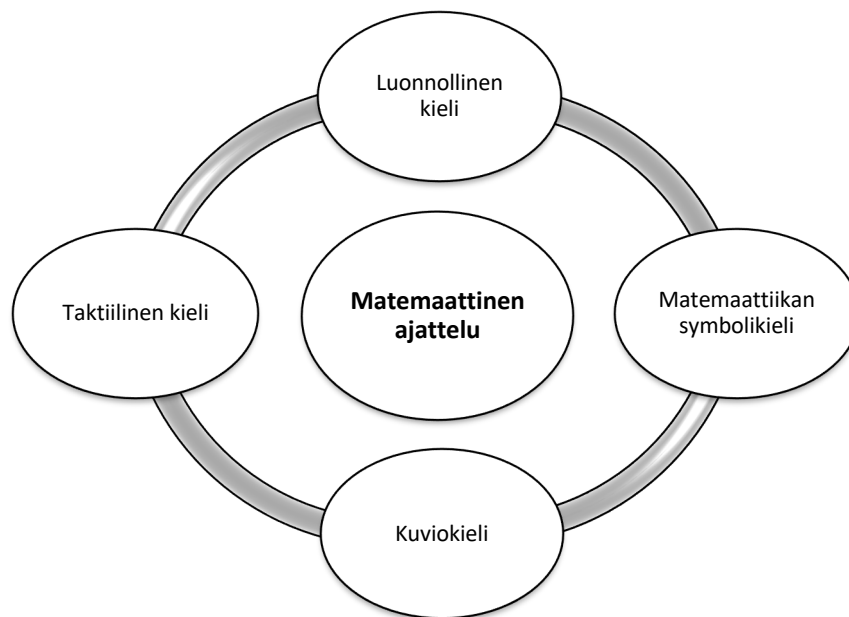 Luonnollinen
kieli
Taktiilinen kieli
Matemaattinen
ajattelu
Matemaattiikan
symbolikieli
Kuviokieli